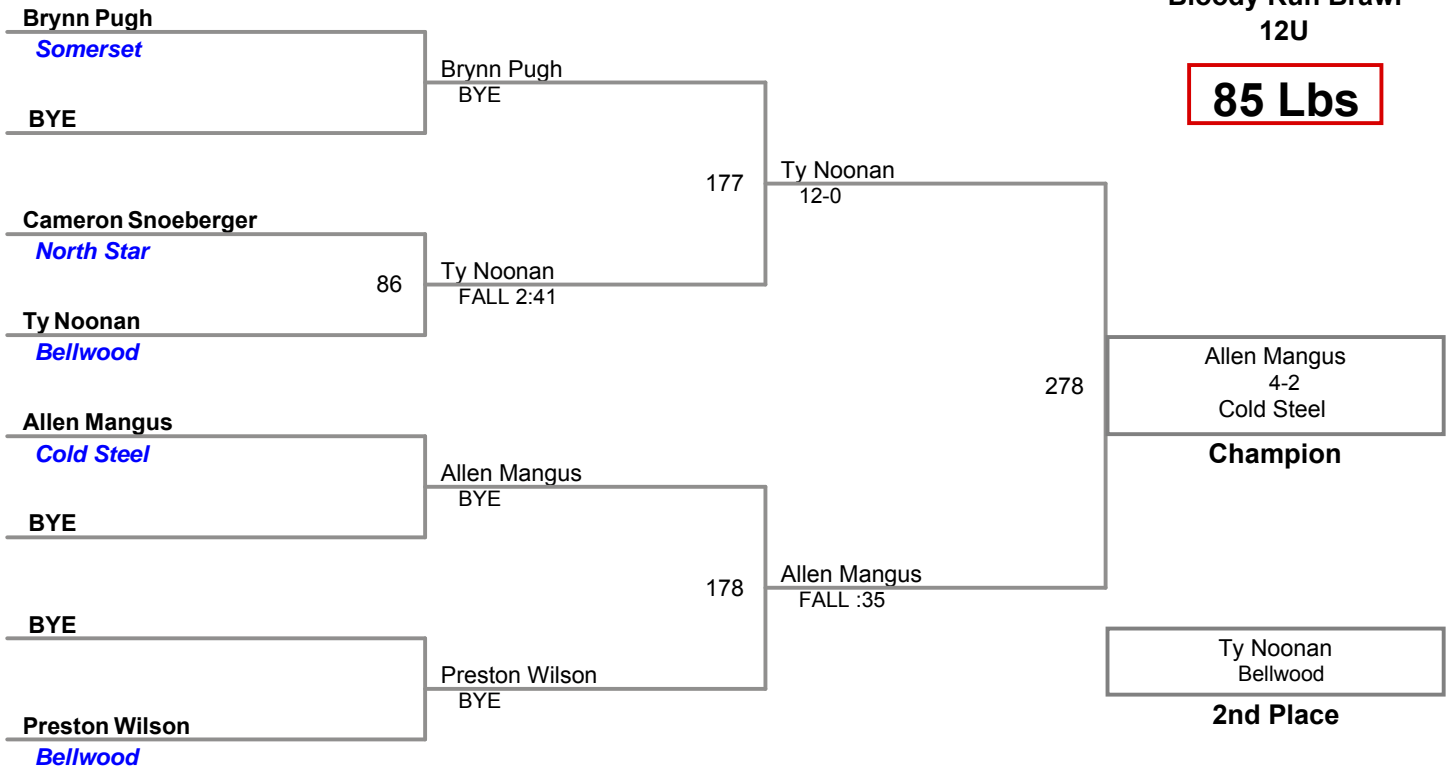 Bloody Run Brawl
12U
85 Lbs
Brynn Pugh
Somerset
BYE
Brynn Pugh
BYE
Cameron Snoeberger
North Star
86
Ty Noonan
Bellwood
Ty Noonan
FALL 2:41
177
Ty Noonan
12-0
Allen Mangus
Cold Steel
BYE
Allen Mangus
BYE
BYE
Preston Wilson
Bellwood
Preston Wilson
BYE
178
Allen Mangus
FALL :35
278
Allen Mangus
4-2
Cold Steel
Champion
Ty Noonan
Bellwood
2nd Place